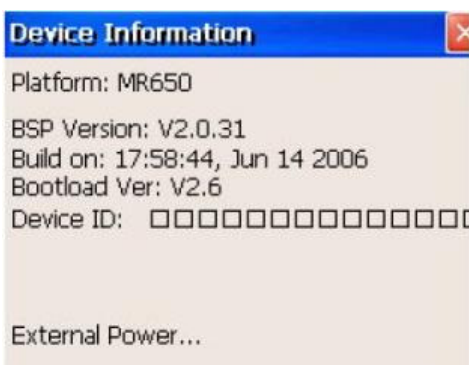 Device Information
Platform: MR650
BSP Version: V2.0.31
Build on: 17:58:44, Jun 14 2006
Bootload Ver: V2.6
Device ID: □□□□□□□□□□□□□□
External Power...